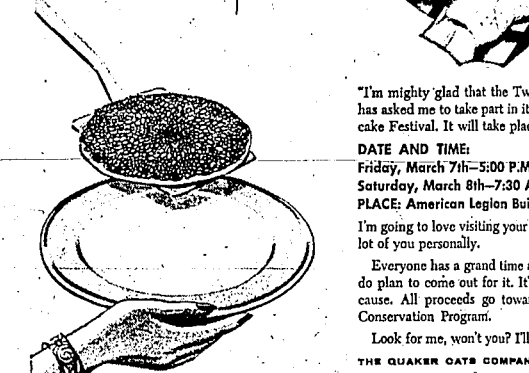 "I'm mighty glad that the Tw
has asked me to take part in it
cake Festival. It will take plac
DATE AND TIME:
Friday, March 7th—5:00 P.M
Saturday, March 8th—7:30 A
PLACE: American Legion Bui
I'm going to love visiting your
lot of you personally.
Everyone has a grand time a
do plan to come out for it. It'
cause. All proceeds go towa
Conservation Program.
Look for me, won't you? I'll
THE QUAKER OATS COMPAN